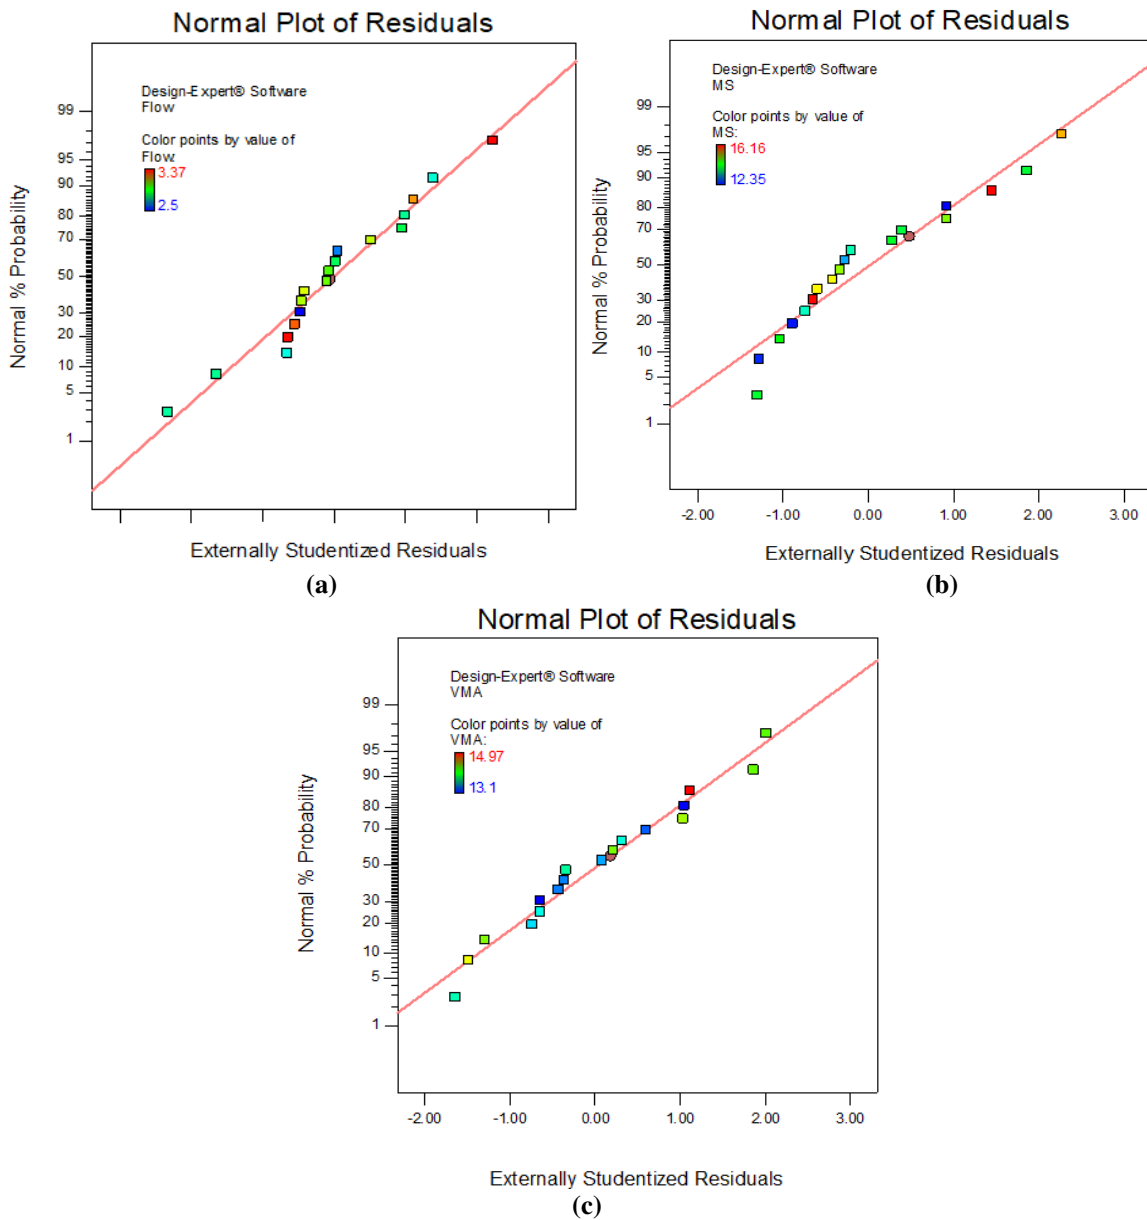 Normal Plot of Residuals
Design-Expert® Software
Flow
Color points by value of
Flow:
3.37
2.5
Normal % Probability
99
95
90
80
70
50
30
20
10
5
1
Externally Studentized Residuals
(a)
Normal Plot of Residuals
Design-Expert® Software
MS
Color points by value of
MS:
16.16
12.35
Normal % Probability
99
95
90
80
70
50
30
20
10
5
1
-2.00 -1.00 0.00 1.00 2.00 3.00
Externally Studentized Residuals
(b)
Normal Plot of Residuals
Design-Expert® Software
VMA
Color points by value of
VMA:
14.97
13.1
Normal % Probability
99
95
90
80
70
50
30
20
10
5
1
-2.00 -1.00 0.00 1.00 2.00 3.00
Externally Studentized Residuals
(c)